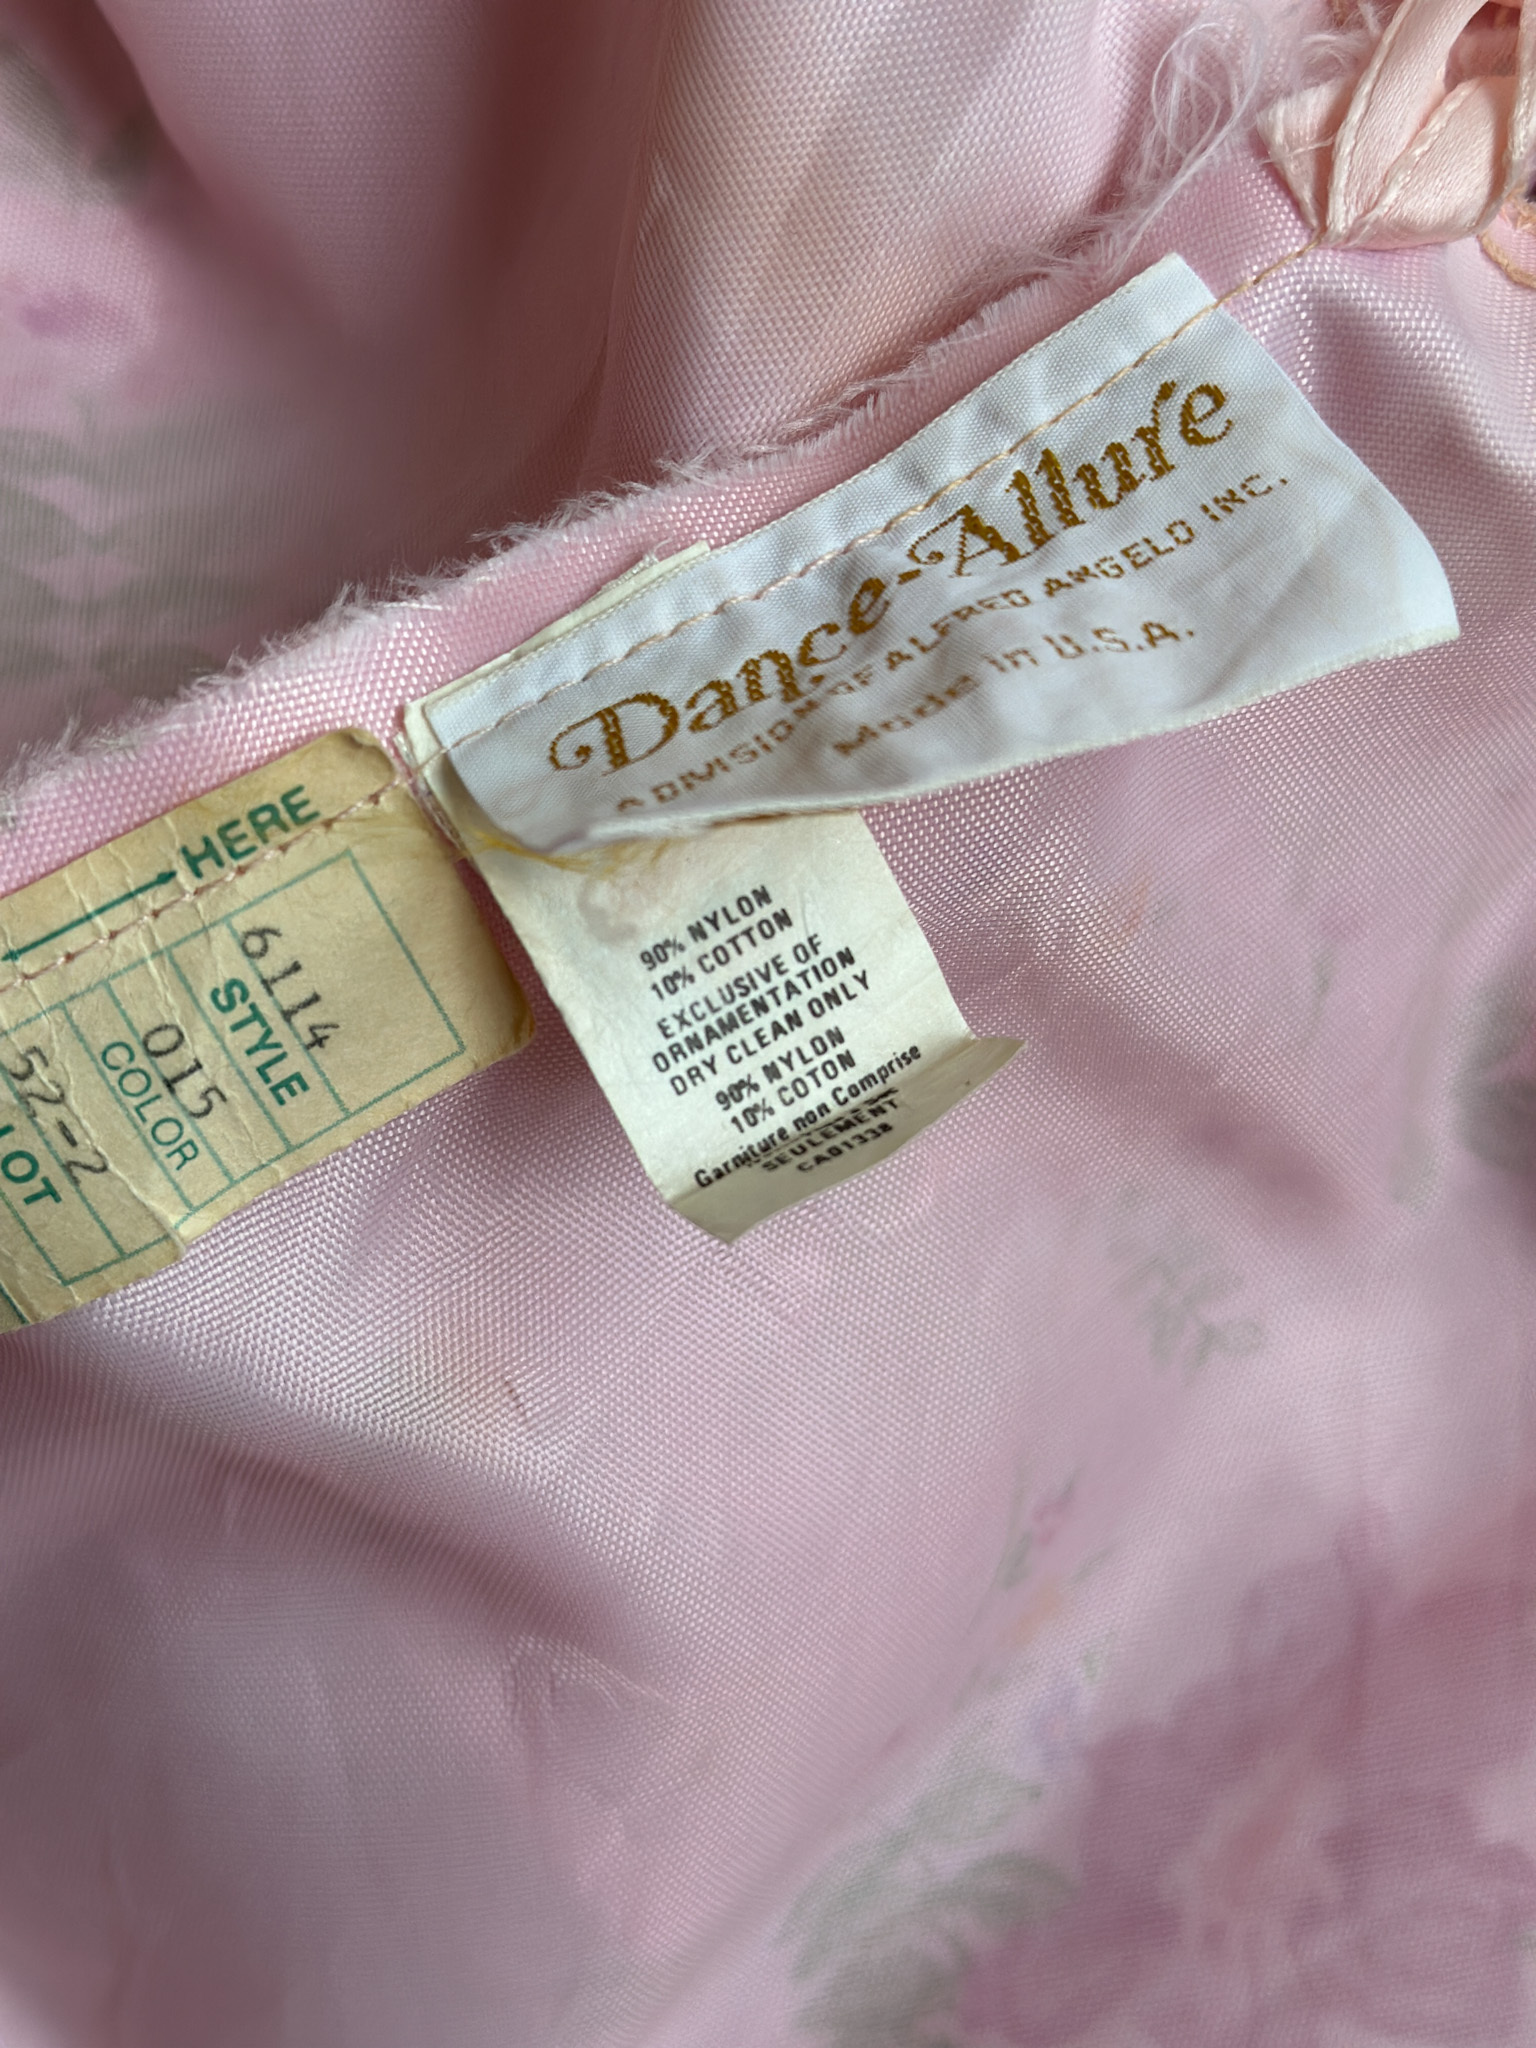 Dance-Allure
A DIVISION OF ALFRED ANGELO INC.
Made in U.S.A.
HERE
6114
STYLE
015
COLOR
52-2
90% NYLON
10% COTTON
EXCLUSIVE OF
ORNAMENTATION
DRY CLEAN ONLY
90% NYLON
10% COTON
Garniture non Comprise
SEULEMENT
CA01338